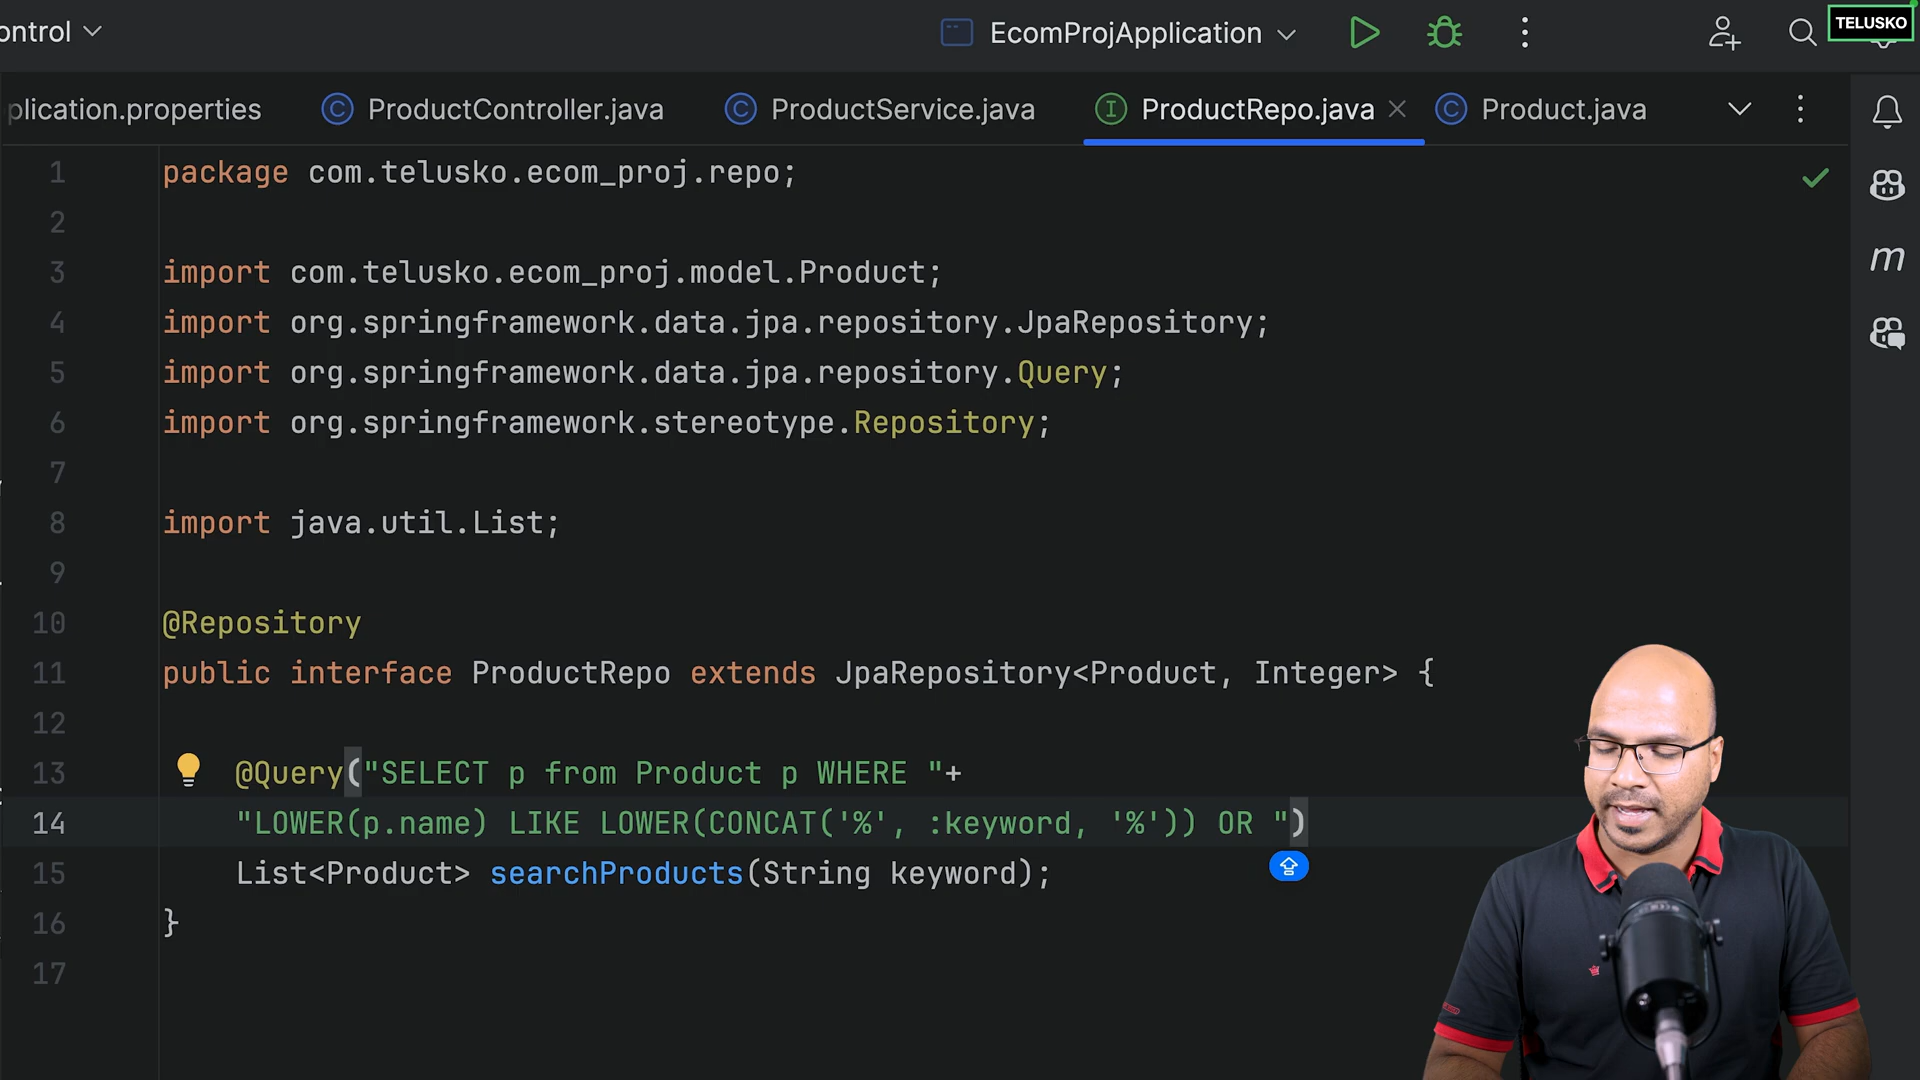 ontrol
EcomProjApplication
TELUSKO
plication.properties
ProductController.java
ProductService.java
ProductRepo.java
Product.java
1 package com.telusko.ecom_proj.repo;
2
3 import com.telusko.ecom_proj.model.Product;
4 import org.springframework.data.jpa.repository.JpaRepository;
5 import org.springframework.data.jpa.repository.Query;
6 import org.springframework.stereotype.Repository;
7
8 import java.util.List;
9
10 @Repository
11 public interface ProductRepo extends JpaRepository<Product, Integer> {
12
13 @Query("SELECT p from Product p WHERE "+
14 "LOWER(p.name) LIKE LOWER(CONCAT('%', :keyword, '%')) OR ")
15 List<Product> searchProducts(String keyword);
16 }
17